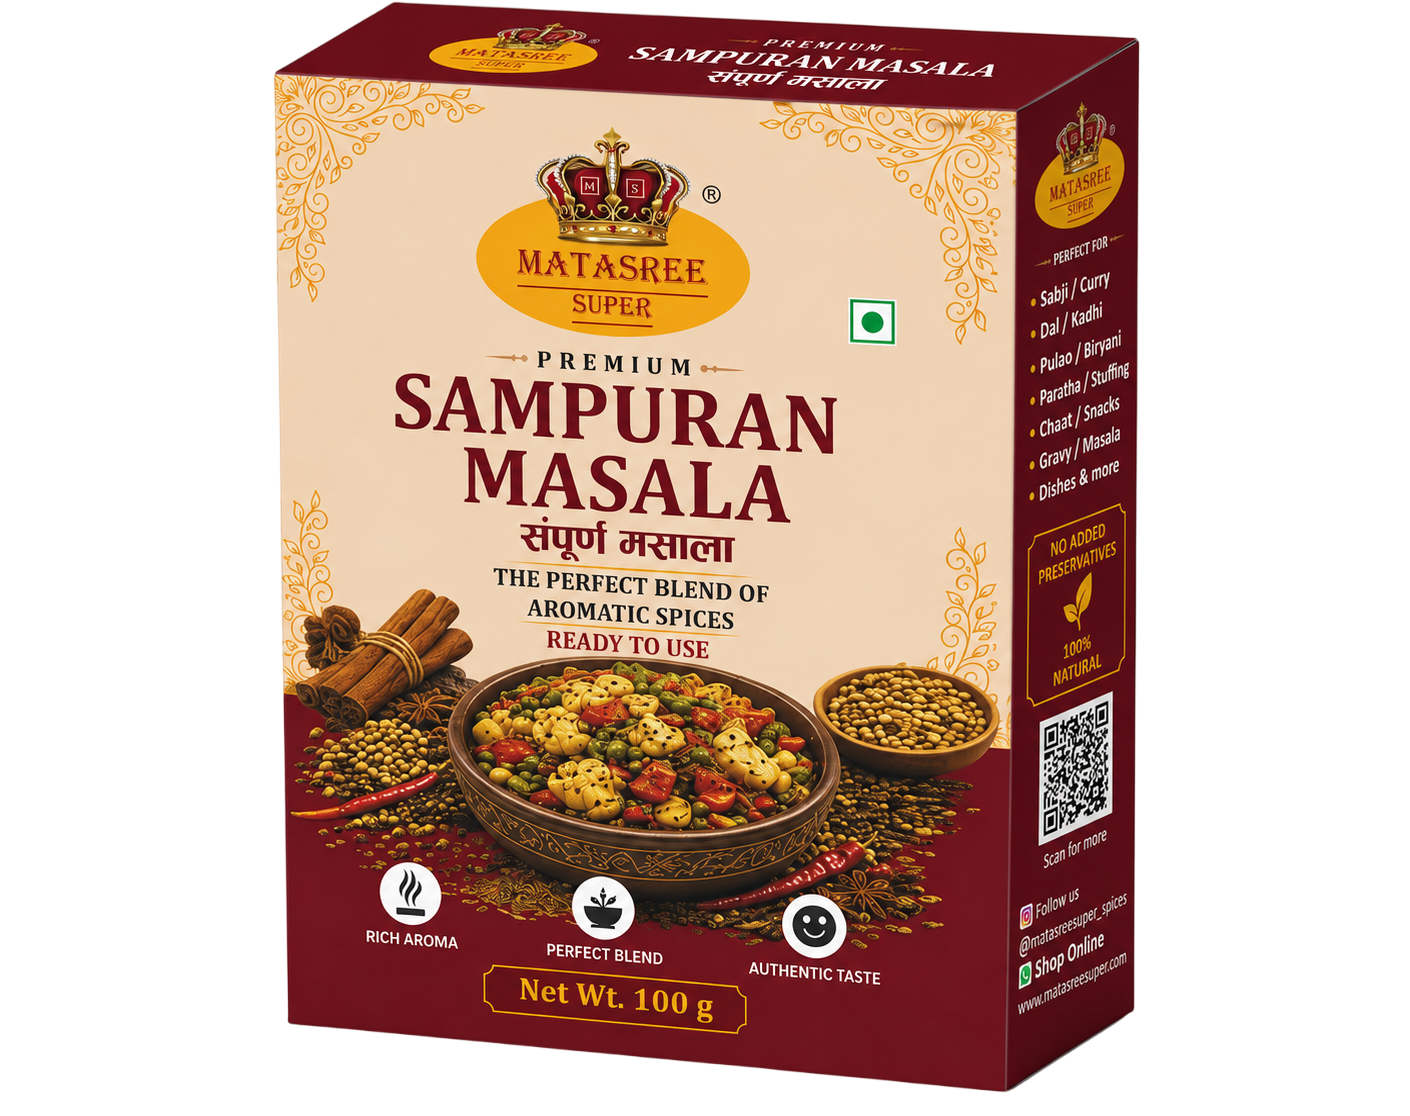 MATASREE
SUPER
®
PREMIUM
SAMPURAN MASALA
संपूर्ण मसाला
M S
®
MATASREE
SUPER
PREMIUM
SAMPURAN
MASALA
संपूर्ण मसाला
THE PERFECT BLEND OF
AROMATIC SPICES
READY TO USE
RICH AROMA
PERFECT BLEND
AUTHENTIC TASTE
Net Wt. 100 g
®
MATASREE
SUPER
PERFECT FOR
• Sabji / Curry
• Dal / Kadhi
• Pulao / Biryani
• Paratha / Stuffing
• Chaat / Snacks
• Gravy / Masala
• Dishes & more
NO ADDED
PRESERVATIVES
100%
NATURAL
Scan for more
Follow us
@matasreesuper_spices
Shop Online
www.matasreesuper.com